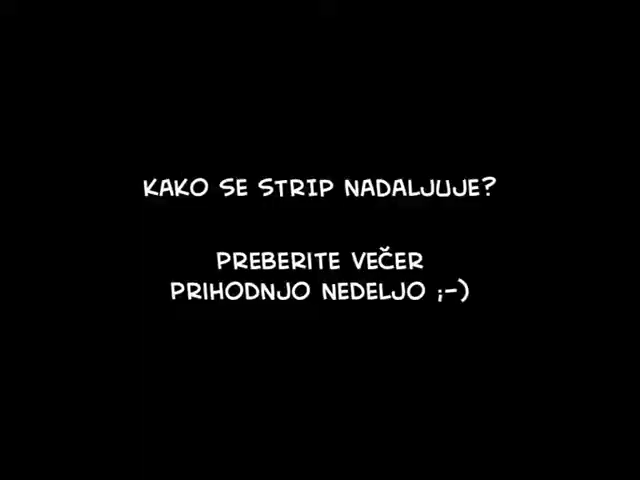 KAKO SE STRIP NADALJUJE?
PREBERITE VEČER
PRIHODNJO NEDELJO ;-)